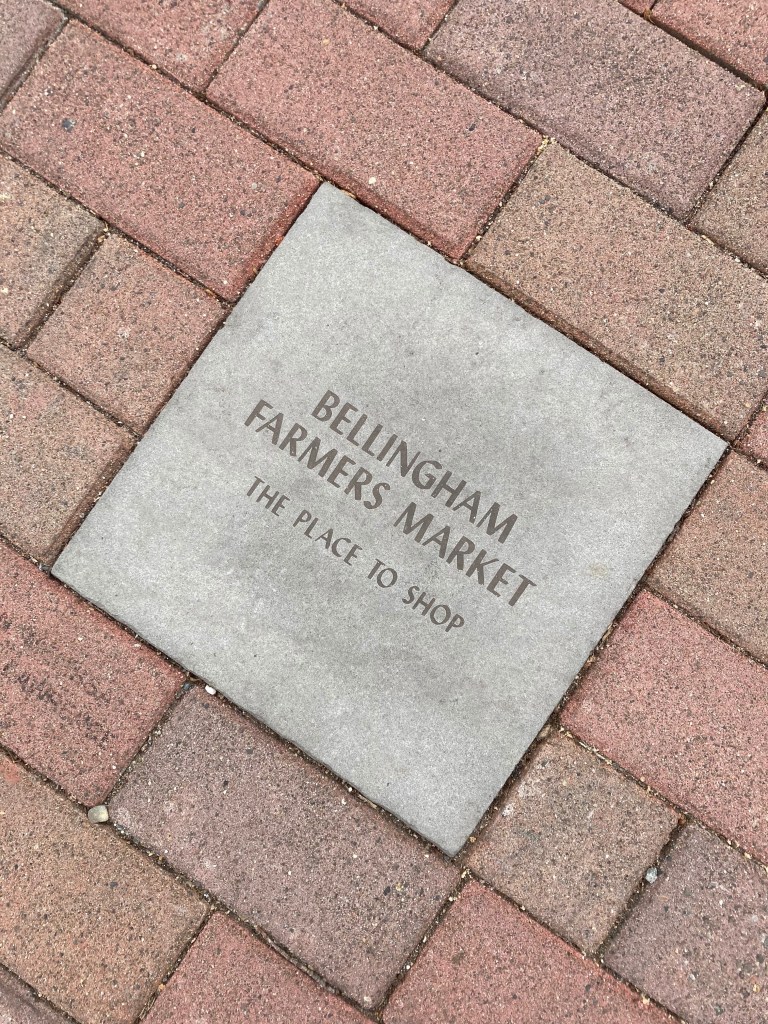 BELLINGHAM
FARMERS MARKET
THE PLACE TO SHOP